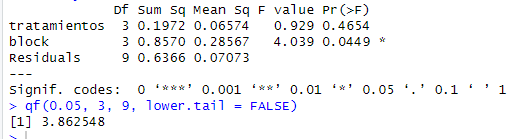 Df Sum Sq Mean Sq F value Pr(>F)
tratamientos 3 0.1972 0.06574 0.929 0.4654
block 3 0.8570 0.28567 4.039 0.0449 *
Residuals 9 0.6366 0.07073
---
Signif. codes: 0 ‘***’ 0.001 ‘**’ 0.01 ‘*’ 0.05 ‘.’ 0.1 ‘ ’ 1
> qf(0.05, 3, 9, lower.tail = FALSE)
[1] 3.862548
>